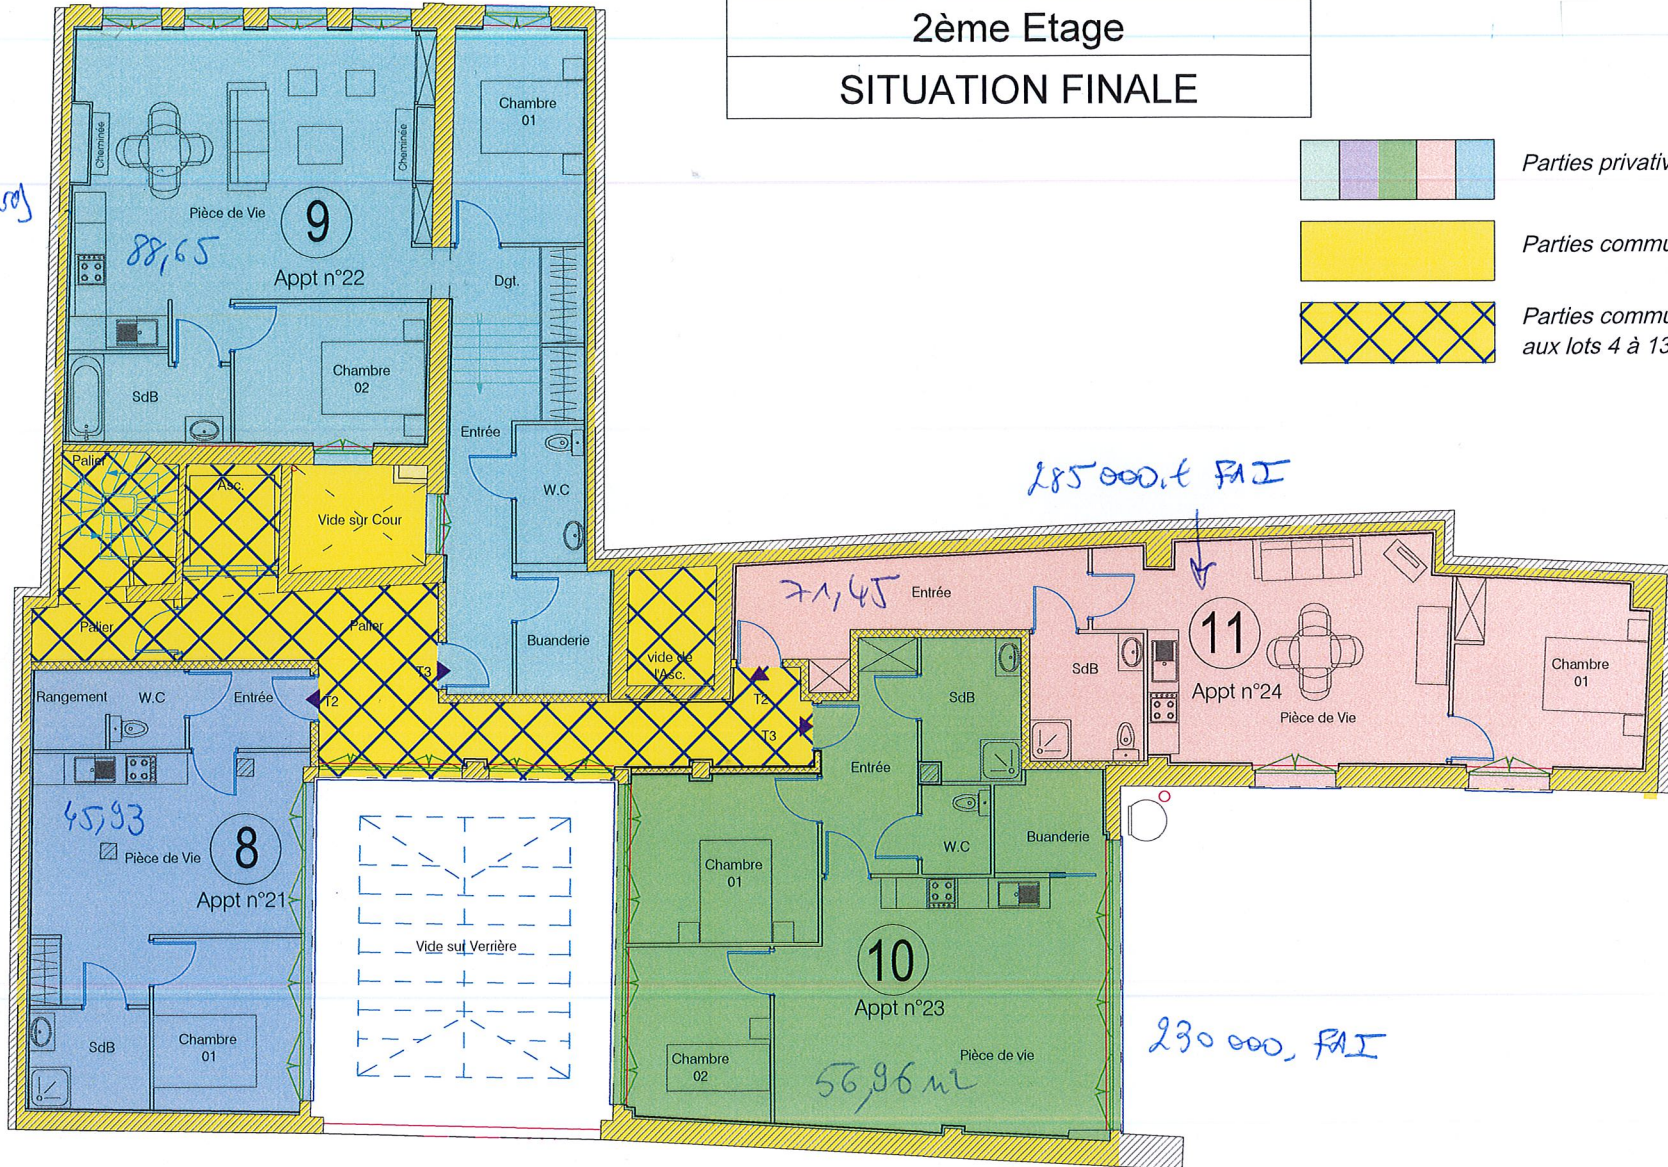 2ème Etage
SITUATION FINALE
Parties privativ
Parties commu
Parties commu
aux lots 4 à 13
Chambre
01
Cheminée
Cheminée
Pièce de Vie
9
88,65
Appt n°22
Dgt.
Chambre
02
SdB
Entrée
W.C
Palier
Asc.
Vide sur Cour
285 000,€ FAI
71,45
Entrée
11
Appt n°24
Pièce de Vie
SdB
Chambre
01
Palier
Palier
Buanderie
vide de
l'Asc.
T3
T2
T2
T3
Rangement
W.C
Entrée
SdB
Entrée
45,93
8
Pièce de Vie
Appt n°21
Chambre
01
W.C
Buanderie
Vide sur Verrière
10
Appt n°23
SdB
Chambre
01
Chambre
02
Pièce de vie
56,96 m2
230 000, FAI